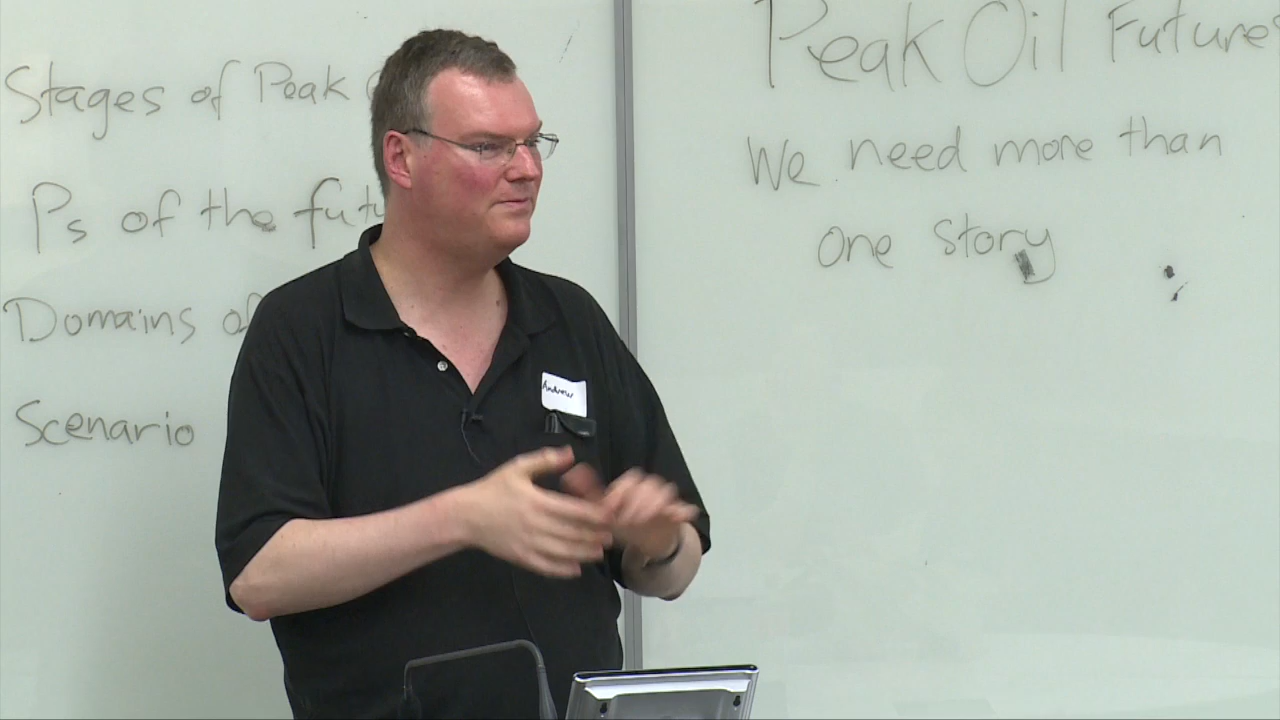 Stages of Peak
Ps of the futu
Domains of
Scenario
Peak Oil Futures
We need more than
one story
Andrew